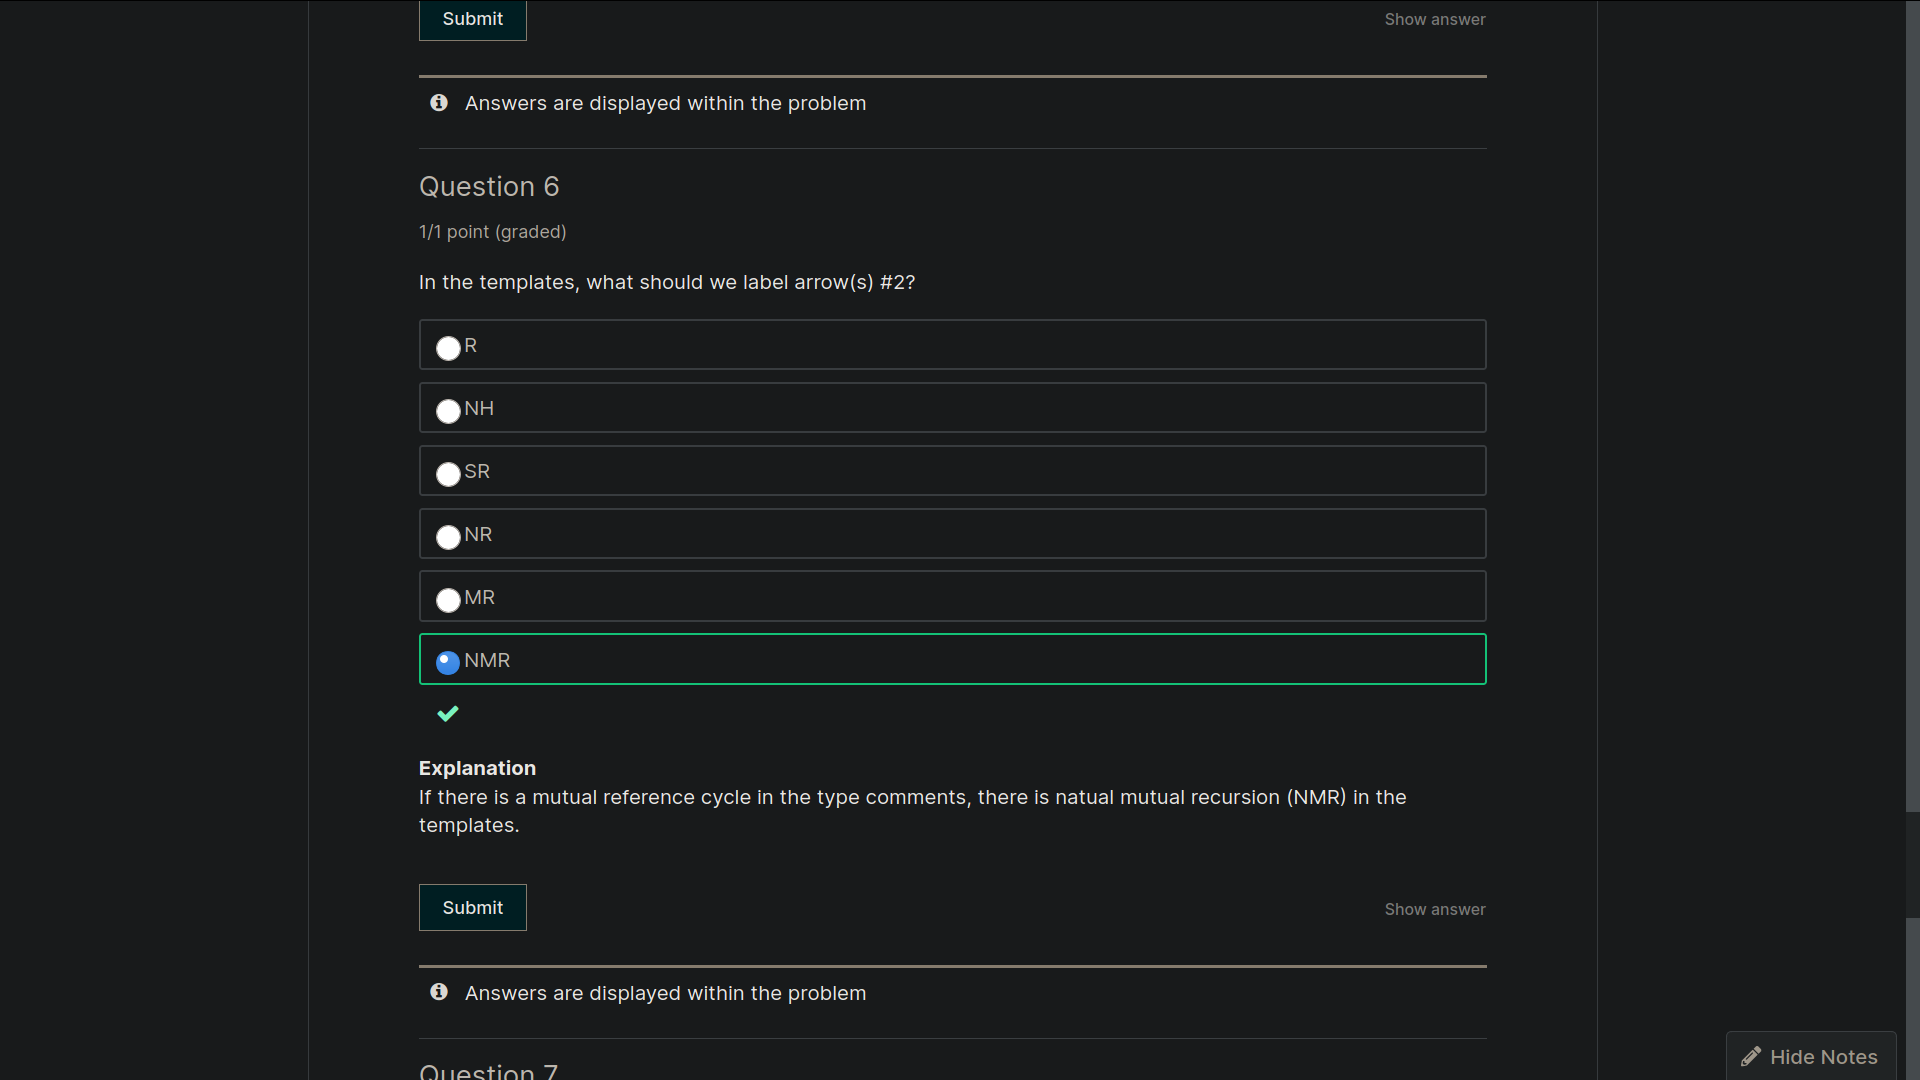 Submit
Show answer
Answers are displayed within the problem
Question 6
1/1 point (graded)
In the templates, what should we label arrow(s) #2?
R
NH
SR
NR
MR
NMR
Explanation
If there is a mutual reference cycle in the type comments, there is natual mutual recursion (NMR) in the
templates.
Submit
Show answer
Answers are displayed within the problem
Question 7
Hide Notes